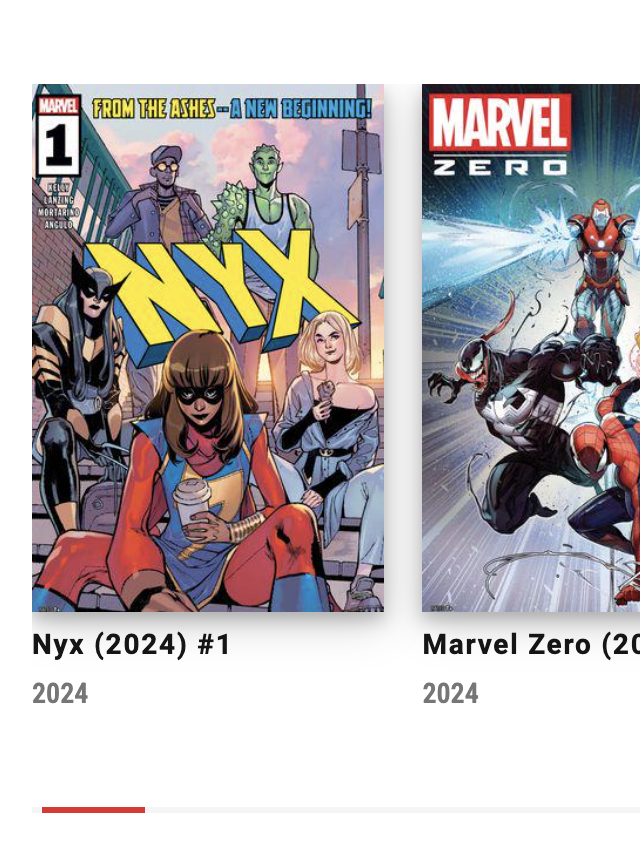 MARVEL
1
FROM THE ASHES--A NEW BEGINNING!
KELLY
LANZING
MORTARINO
ANGULO
NYX
MARVEL
ZERO
Nyx (2024) #1
2024
Marvel Zero (20
2024